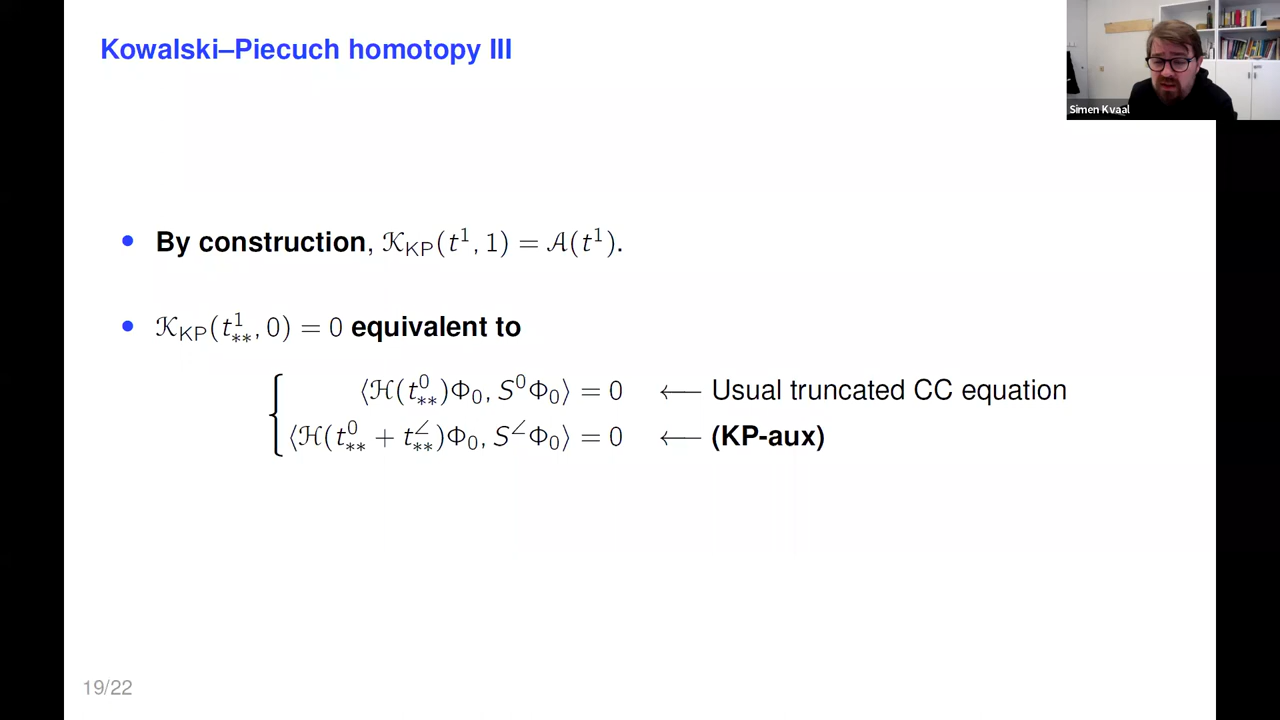 Kowalski–Piecuch homotopy III
Simen Kvaal
• By construction, 𝒦_KP(t¹, 1) = 𝒜(t¹).
• 𝒦_KP(t¹_**, 0) = 0 equivalent to
⟨ℋ(t⁰_**)Φ₀, S⁰Φ₀⟩ = 0 ⟵ Usual truncated CC equation
⟨ℋ(t⁰_** + t^∠_**)Φ₀, S^∠Φ₀⟩ = 0 ⟵ (KP-aux)
19/22